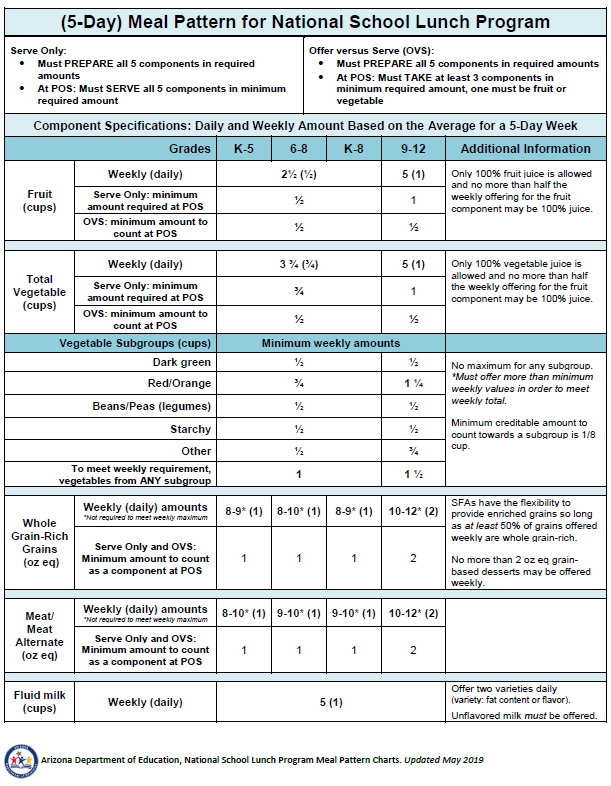 (5-Day) Meal Pattern for National School Lunch Program
Serve Only:
• Must PREPARE all 5 components in required
amounts
• At POS: Must SERVE all 5 components in minimum
required amount
Offer versus Serve (OVS):
• Must PREPARE all 5 components in required amounts
• At POS: Must TAKE at least 3 components in
minimum required amount, one must be fruit or
vegetable
Component Specifications: Daily and Weekly Amount Based on the Average for a 5-Day Week
Grades K-5 6-8 K-8 9-12 Additional Information
Fruit
(cups)
Weekly (daily) 2½ (½) 5 (1)
Serve Only: minimum
amount required at POS
½ 1
OVS: minimum amount to
count at POS
½ ½
Only 100% fruit juice is allowed
and no more than half the
weekly offering for the fruit
component may be 100% juice.
Total
Vegetable
(cups)
Weekly (daily) 3 ¾ (¾) 5 (1)
Serve Only: minimum
amount required at POS
¾ 1
OVS: minimum amount to
count at POS
½ ½
Only 100% vegetable juice is
allowed and no more than half
the weekly offering for the fruit
component may be 100% juice.
Vegetable Subgroups (cups) Minimum weekly amounts
Dark green ½ ½
Red/Orange ¾ 1 ¼
Beans/Peas (legumes) ½ ½
Starchy ½ ½
Other ½ ¾
To meet weekly requirement,
vegetables from ANY subgroup
1 1 ½
No maximum for any subgroup.
*Must offer more than minimum
weekly values in order to meet
weekly total.
Minimum creditable amount to
count towards a subgroup is 1/8
cup.
Whole
Grain-Rich
Grains
(oz eq)
Weekly (daily) amounts
*Not required to meet weekly maximum
8-9* (1) 8-10* (1) 8-9* (1) 10-12* (2)
Serve Only and OVS:
Minimum amount to count
as a component at POS
1 1 1 2
SFAs have the flexibility to
provide enriched grains so long
as at least 50% of grains offered
weekly are whole grain-rich.
No more than 2 oz eq grain-
based desserts may be offered
weekly.
Meat/
Meat
Alternate
(oz eq)
Weekly (daily) amounts
*Not required to meet weekly maximum
8-10* (1) 9-10* (1) 9-10* (1) 10-12* (2)
Serve Only and OVS:
Minimum amount to count
as a component at POS
1 1 1 2
Fluid milk
(cups)
Weekly (daily) 5 (1)
Offer two varieties daily
(variety: fat content or flavor).
Unflavored milk must be offered.
Arizona Department of Education, National School Lunch Program Meal Pattern Charts. Updated May 2019